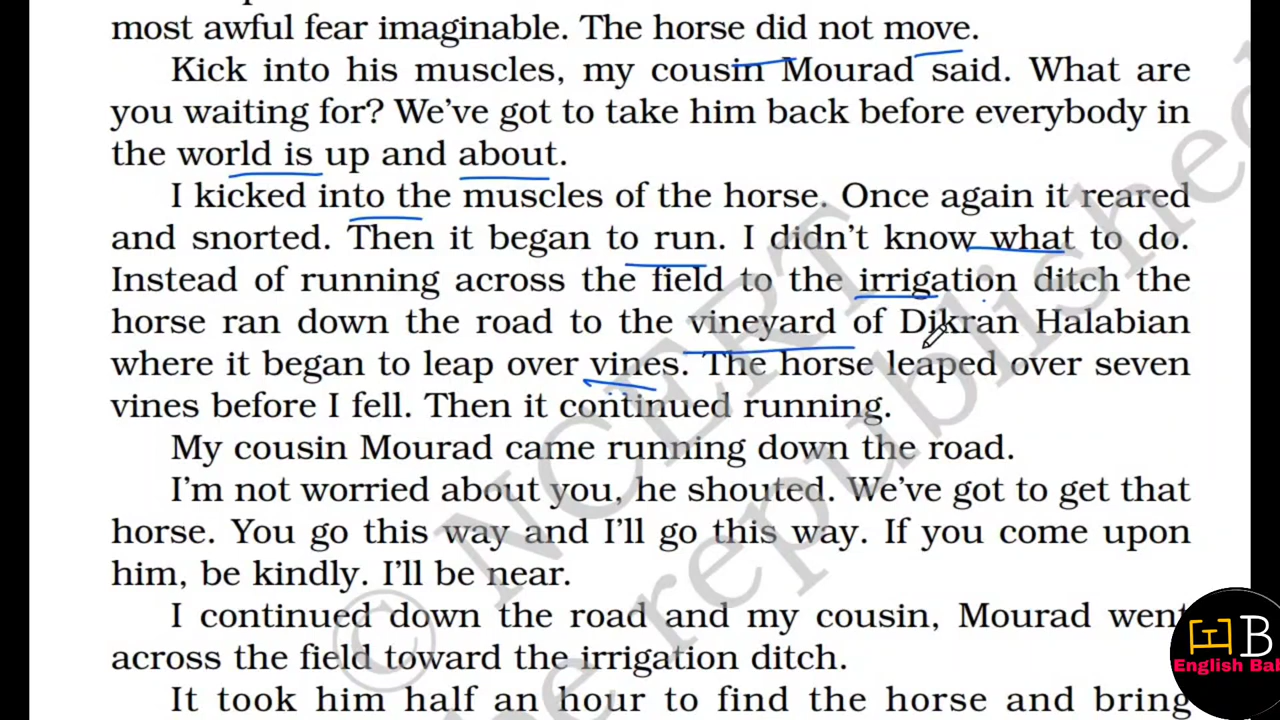 most awful fear imaginable. The horse did not move.
Kick into his muscles, my cousin Mourad said. What are
you waiting for? We've got to take him back before everybody in
the world is up and about.
I kicked into the muscles of the horse. Once again it reared
and snorted. Then it began to run. I didn't know what to do.
Instead of running across the field to the irrigation ditch the
horse ran down the road to the vineyard of Dikran Halabian
where it began to leap over vines. The horse leaped over seven
vines before I fell. Then it continued running.
My cousin Mourad came running down the road.
I'm not worried about you, he shouted. We've got to get that
horse. You go this way and I'll go this way. If you come upon
him, be kindly. I'll be near.
I continued down the road and my cousin, Mourad went
across the field toward the irrigation ditch.
It took him half an hour to find the horse and bring
© NCERT
be republished
B
English Bab